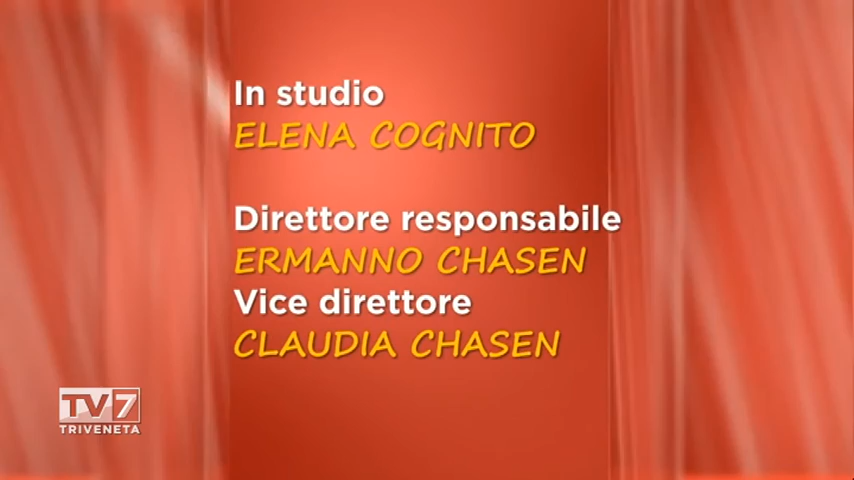 In studio
ELENA COGNITO
Direttore responsabile
ERMANNO CHASEN
Vice direttore
CLAUDIA CHASEN
TV7
TRIVENETA